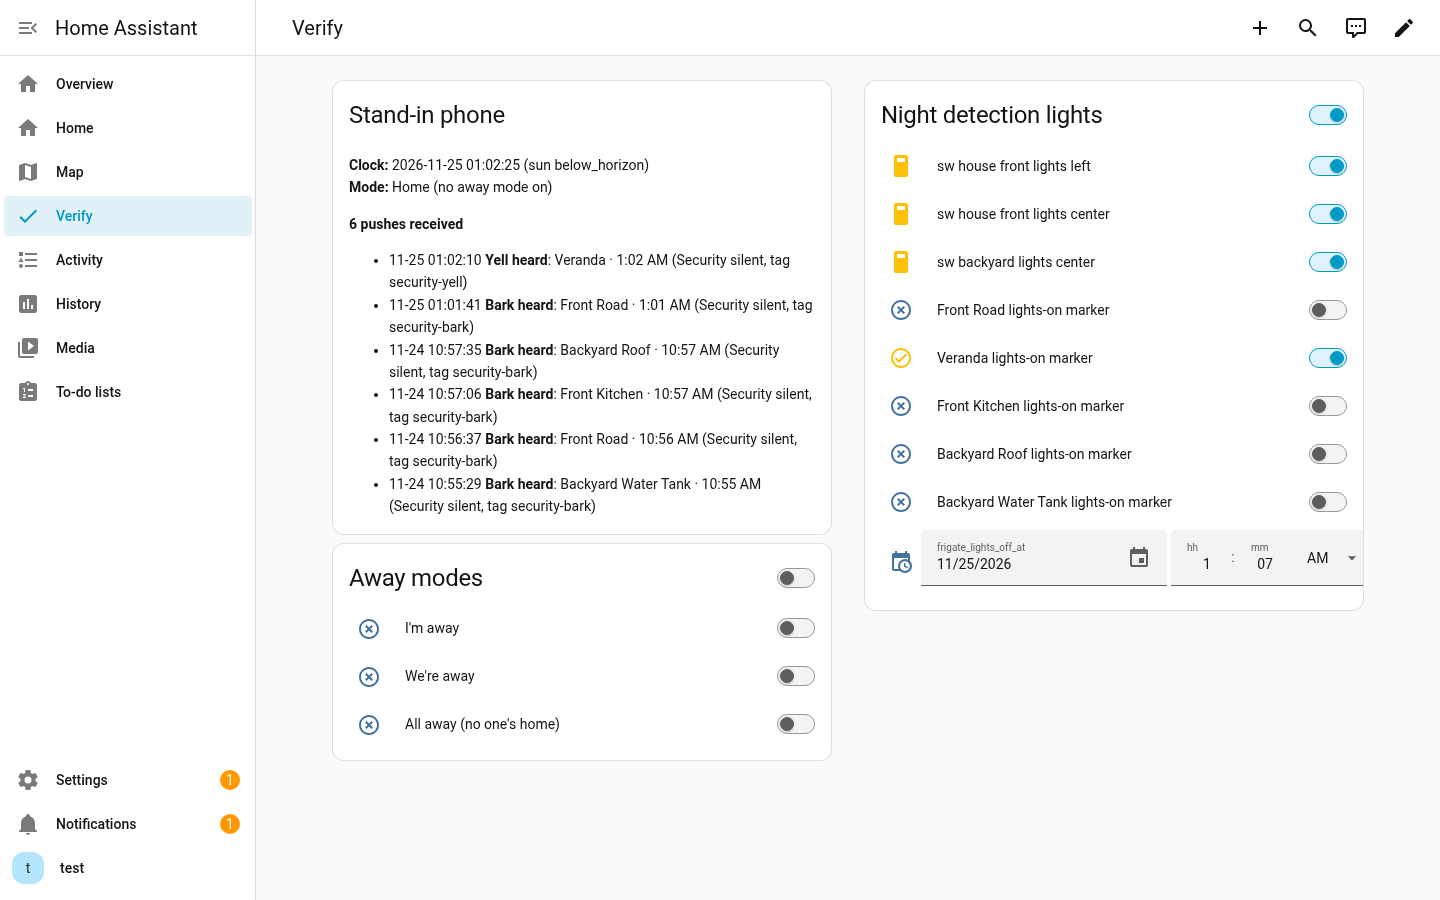 Home Assistant
Verify
Overview
Home
Map
Verify
Activity
History
Media
To-do lists
Settings
1
Notifications
1
t
test
Stand-in phone
Clock: 2026-11-25 01:02:25 (sun below_horizon)
Mode: Home (no away mode on)
6 pushes received
• 11-25 01:02:10 Yell heard: Veranda · 1:02 AM (Security silent, tag
security-yell)
• 11-25 01:01:41 Bark heard: Front Road · 1:01 AM (Security silent, tag
security-bark)
• 11-24 10:57:35 Bark heard: Backyard Roof · 10:57 AM (Security
silent, tag security-bark)
• 11-24 10:57:06 Bark heard: Front Kitchen · 10:57 AM (Security silent,
tag security-bark)
• 11-24 10:56:37 Bark heard: Front Road · 10:56 AM (Security silent,
tag security-bark)
• 11-24 10:55:29 Bark heard: Backyard Water Tank · 10:55 AM
(Security silent, tag security-bark)
Away modes
I'm away
We're away
All away (no one's home)
Night detection lights
sw house front lights left
sw house front lights center
sw backyard lights center
Front Road lights-on marker
Veranda lights-on marker
Front Kitchen lights-on marker
Backyard Roof lights-on marker
Backyard Water Tank lights-on marker
frigate_lights_off_at
11/25/2026
hh
1
:
mm
07
AM